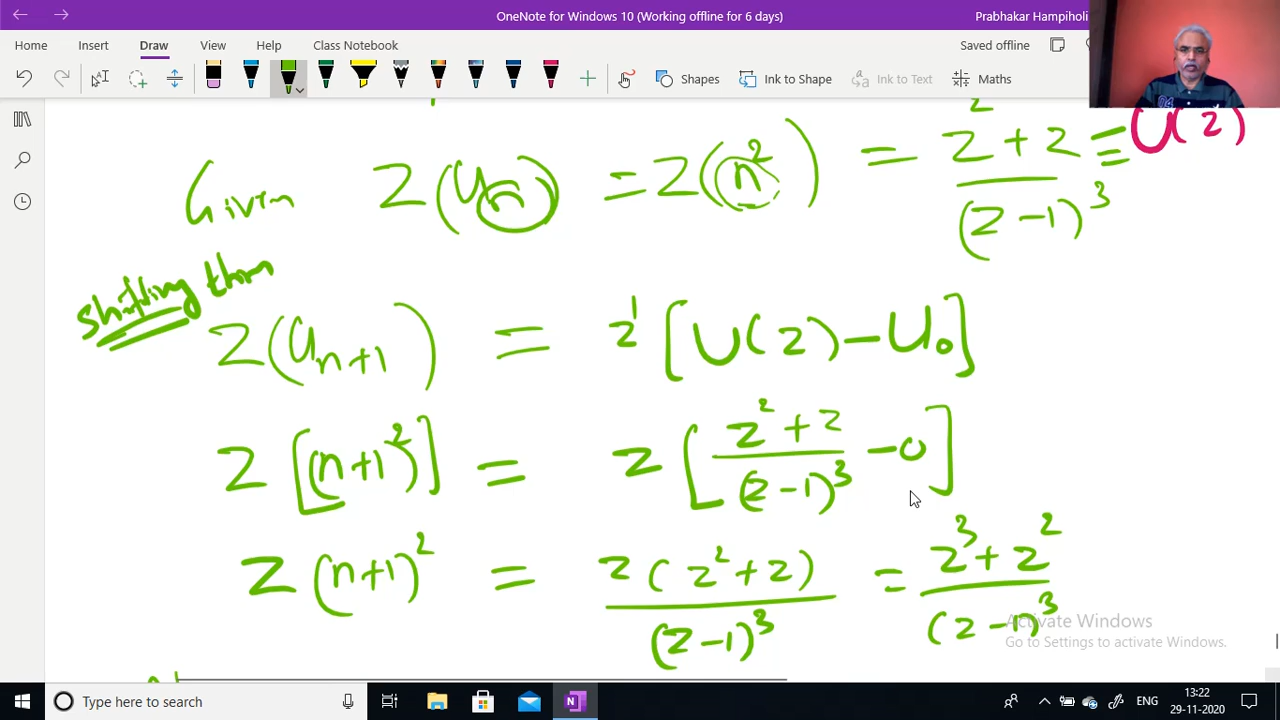 OneNote for Windows 10 (Working offline for 6 days)
Prabhakar Hampiholi
Home Insert Draw View Help Class Notebook
Saved offline
Shapes Ink to Shape Ink to Text Maths
Given Z(Un) = Z(n²) = z²+z / (z-1)³ = U(z)
Shifting thm
Z(Un+1) = z¹ [U(z) - U0]
Z[(n+1)²] = z [z²+z / (z-1)³ - 0]
Z(n+1)² = z(z²+z) / (z-1)³ = z³+z² / (z-1)³
Activate Windows
Go to Settings to activate Windows.
Type here to search
ENG
13:22
29-11-2020